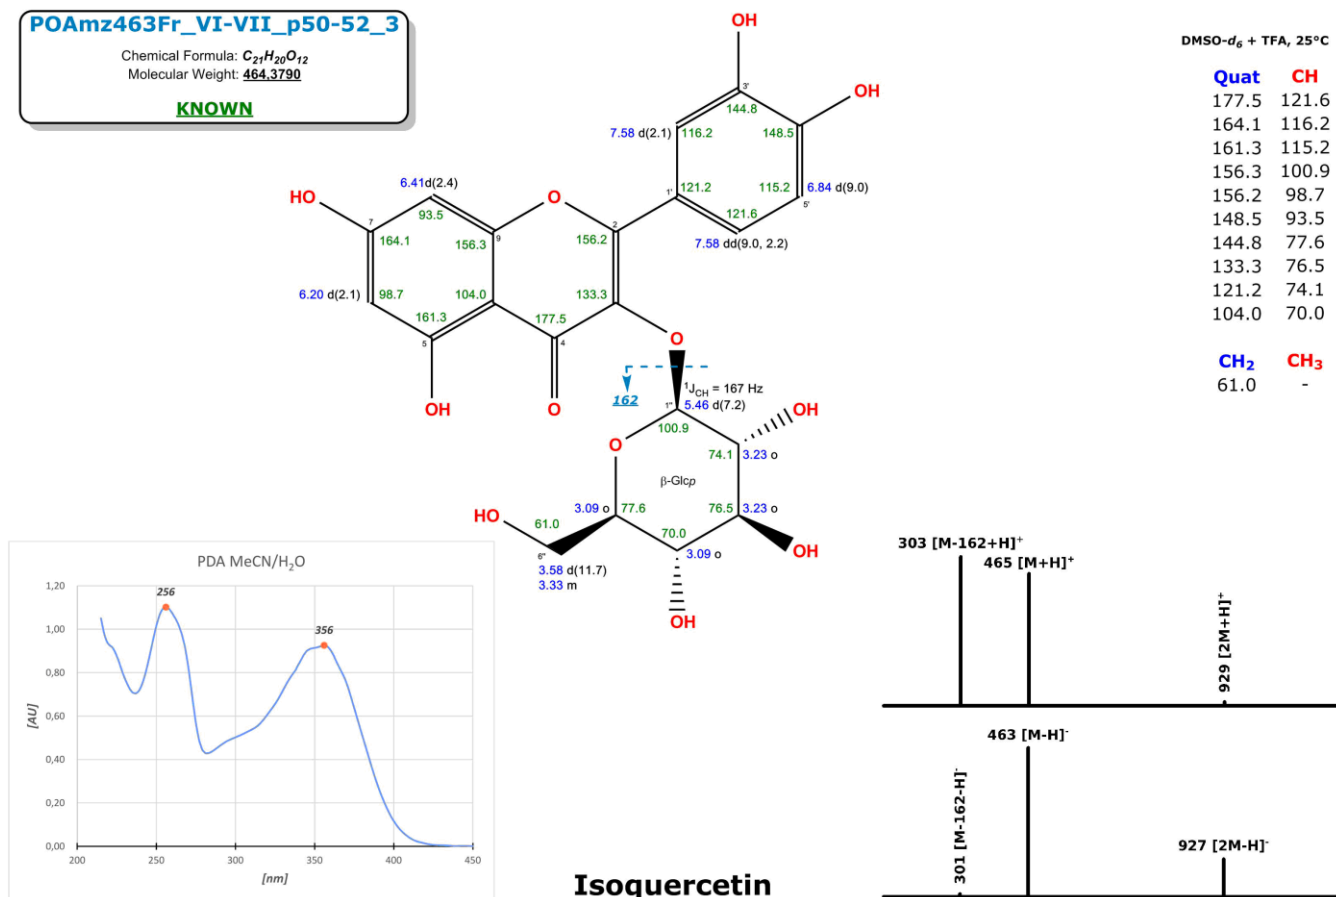 POAmz463Fr_VI-VII_p50-52_3
Chemical Formula: C21H20O12
Molecular Weight: 464,3790
KNOWN
DMSO-d6 + TFA, 25°C
Quat CH
177.5 121.6
164.1 116.2
161.3 115.2
156.3 100.9
156.2 98.7
148.5 93.5
144.8 77.6
133.3 76.5
121.2 74.1
104.0 70.0
CH2 CH3
61.0 -
OH
3'
OH
144.8
7.58 d(2.1) 116.2 148.5
6.41d(2.4)
HO
93.5
O
1' 121.2 115.2 6.84 d(9.0)
5'
121.6
7
2
164.1
9
156.3
156.2
7.58 dd(9.0, 2.2)
6.20 d(2.1) 98.7 104.0 133.3
161.3 177.5
5
4
O
OH
O
162
1JCH = 167 Hz
1'' 5.46 d(7.2)
100.9
OH
O
74.1 3.23 o
β-Glcp
3.09 o 77.6 76.5 3.23 o
HO
61.0
70.0
6''
3.09 o
OH
3.58 d(11.7)
3.33 m
OH
PDA MeCN/H2O
1,20
1,00
0,80
0,60
0,40
0,20
0,00
[AU]
256
356
200 250 300 350 400 450
[nm]
303 [M-162+H]+
465 [M+H]+
929 [2M+H]+
463 [M-H]-
301 [M-162-H]-
927 [2M-H]-
Isoquercetin